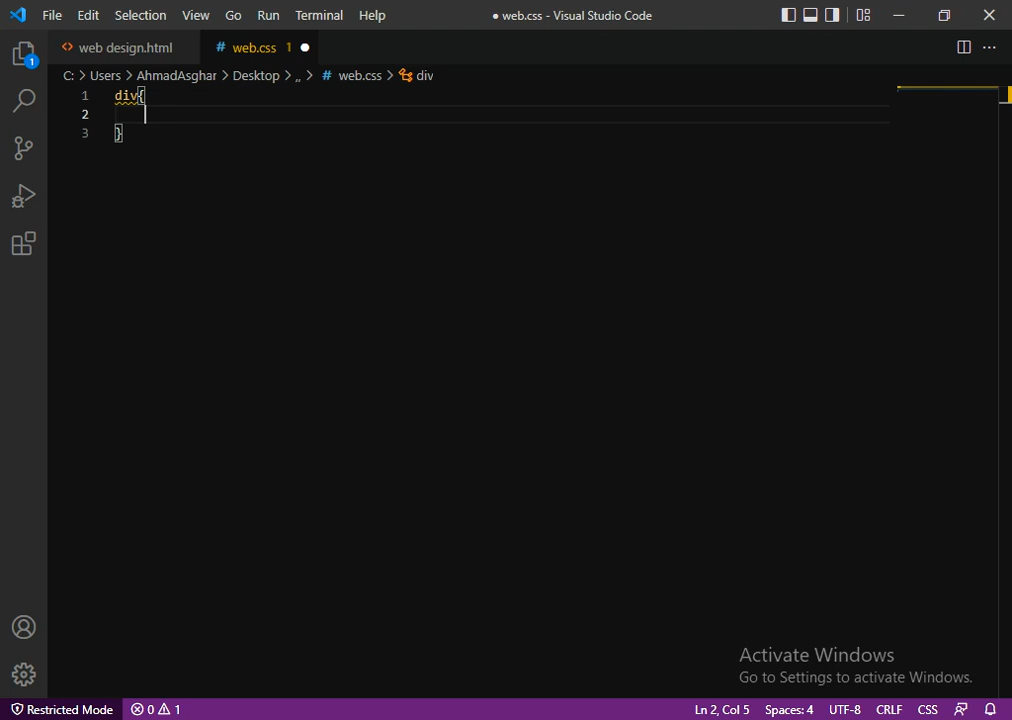 File Edit Selection View Go Run Terminal Help ● web.css - Visual Studio Code
web design.html # web.css 1
C: > Users > AhmadAsghar > Desktop > ,, > # web.css > div
1 div{
2
3 }
1
Activate Windows
Go to Settings to activate Windows.
Restricted Mode 0 1 Ln 2, Col 5 Spaces: 4 UTF-8 CRLF CSS